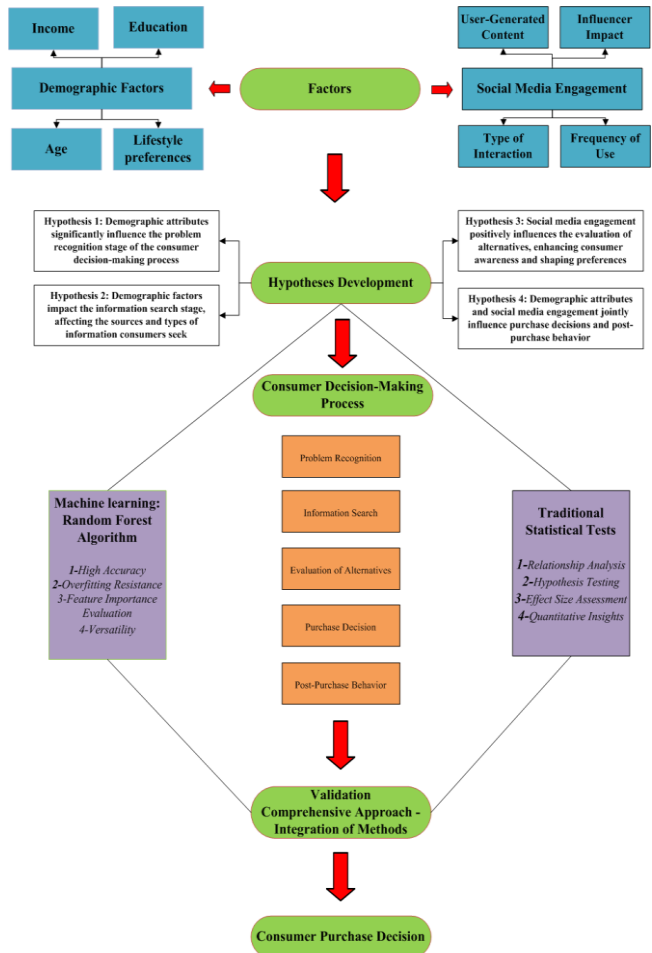 Income
Education
Demographic Factors
Age
Lifestyle
preferences
Factors
User-Generated
Content
Influencer
Impact
Social Media Engagement
Type of
Interaction
Frequency of
Use
Hypothesis 1: Demographic attributes
significantly influence the problem
recognition stage of the consumer
decision-making process
Hypothesis 2: Demographic factors
impact the information search stage,
affecting the sources and types of
information consumers seek
Hypotheses Development
Hypothesis 3: Social media engagement
positively influences the evaluation of
alternatives, enhancing consumer
awareness and shaping preferences
Hypothesis 4: Demographic attributes
and social media engagement jointly
influence purchase decisions and post-
purchase behavior
Consumer Decision-Making
Process
Problem Recognition
Information Search
Evaluation of Alternatives
Purchase Decision
Post-Purchase Behavior
Machine learning:
Random Forest
Algorithm
1-High Accuracy
2-Overfitting Resistance
3-Feature Importance
Evaluation
4-Versatility
Traditional
Statistical Tests
1-Relationship Analysis
2-Hypothesis Testing
3-Effect Size Assessment
4-Quantitative Insights
Validation
Comprehensive Approach -
Integration of Methods
Consumer Purchase Decision